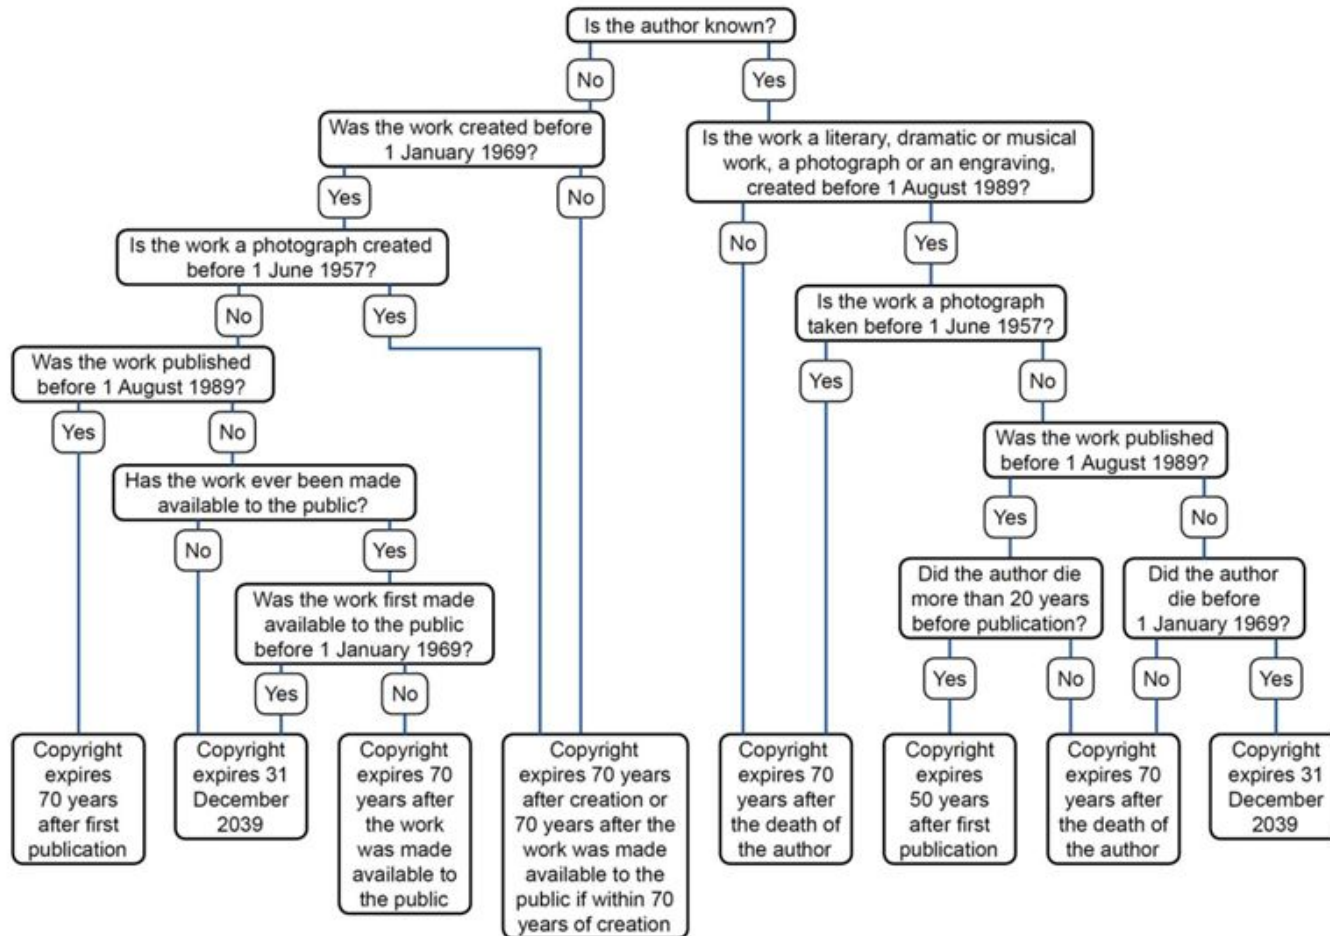 Is the author known?
No
Yes
Was the work created before
1 January 1969?
Is the work a literary, dramatic or musical
work, a photograph or an engraving,
created before 1 August 1989?
Yes
No
No
Yes
Is the work a photograph created
before 1 June 1957?
Is the work a photograph
taken before 1 June 1957?
No
Yes
Yes
No
Was the work published
before 1 August 1989?
Was the work published
before 1 August 1989?
Yes
No
Yes
No
Has the work ever been made
available to the public?
Did the author die
more than 20 years
before publication?
Did the author
die before
1 January 1969?
No
Yes
Was the work first made
available to the public
before 1 January 1969?
Yes
No
Yes
No
No
Yes
Copyright
expires
70 years
after first
publication
Copyright
expires 31
December
2039
Copyright
expires 70
years after
the work
was made
available to
the public
Copyright
expires 70 years
after creation or
70 years after the
work was made
available to the
public if within 70
years of creation
Copyright
expires 70
years after
the death of
the author
Copyright
expires
50 years
after first
publication
Copyright
expires 70
years after
the death of
the author
Copyright
expires 31
December
2039